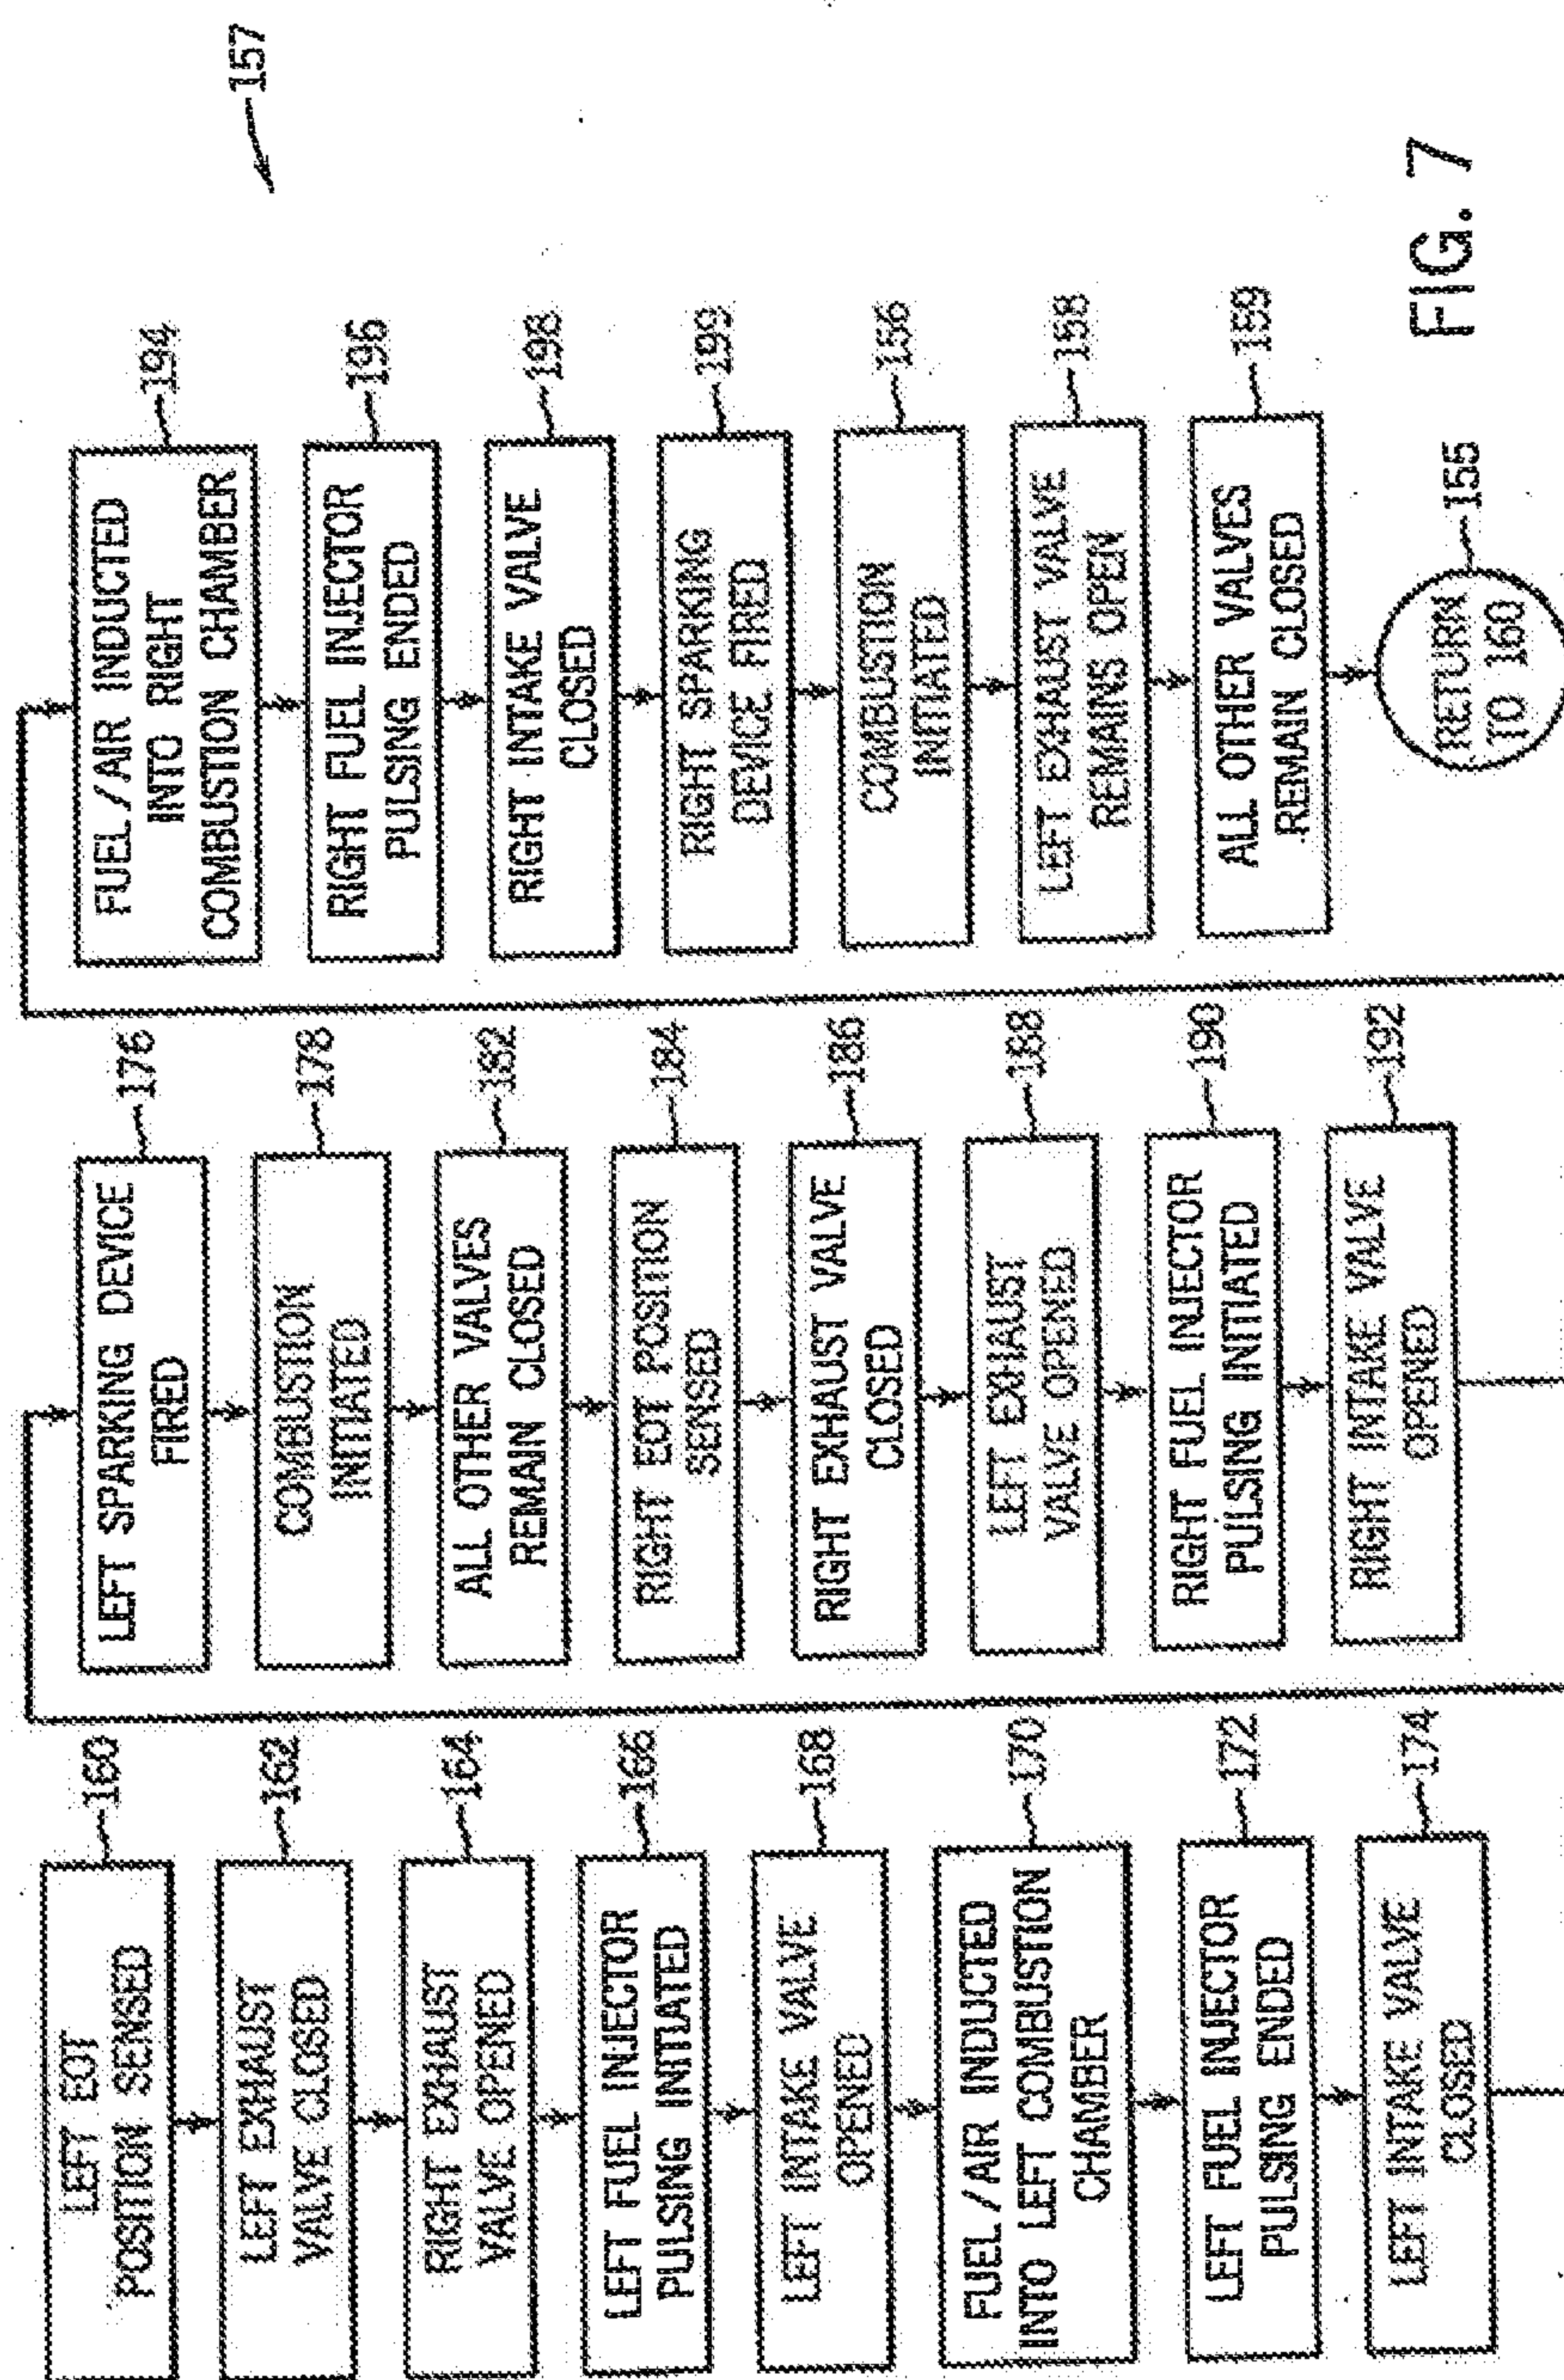 157
LEFT EOT
POSITION SENSED
160
LEFT EXHAUST
VALVE CLOSED
162
RIGHT EXHAUST
VALVE OPENED
164
LEFT FUEL INJECTOR
PULSING INITIATED
166
LEFT INTAKE VALVE
OPENED
168
FUEL/AIR INDUCTED
INTO LEFT COMBUSTION
CHAMBER
170
LEFT FUEL INJECTOR
PULSING ENDED
172
LEFT INTAKE VALVE
CLOSED
174
LEFT SPARKING DEVICE
FIRED
176
COMBUSTION
INITIATED
178
ALL OTHER VALVES
REMAIN CLOSED
182
RIGHT EOT POSITION
SENSED
184
RIGHT EXHAUST VALVE
CLOSED
186
LEFT EXHAUST
VALVE OPENED
188
RIGHT FUEL INJECTOR
PULSING INITIATED
190
RIGHT INTAKE VALVE
OPENED
192
FUEL/AIR INDUCTED
INTO RIGHT
COMBUSTION CHAMBER
194
RIGHT FUEL INJECTOR
PULSING ENDED
196
RIGHT INTAKE VALVE
CLOSED
198
RIGHT SPARKING
DEVICE FIRED
199
COMBUSTION
INITIATED
156
LEFT EXHAUST VALVE
REMAINS OPEN
158
ALL OTHER VALVES
REMAIN CLOSED
159
RETURN
TO 160
155
FIG. 7